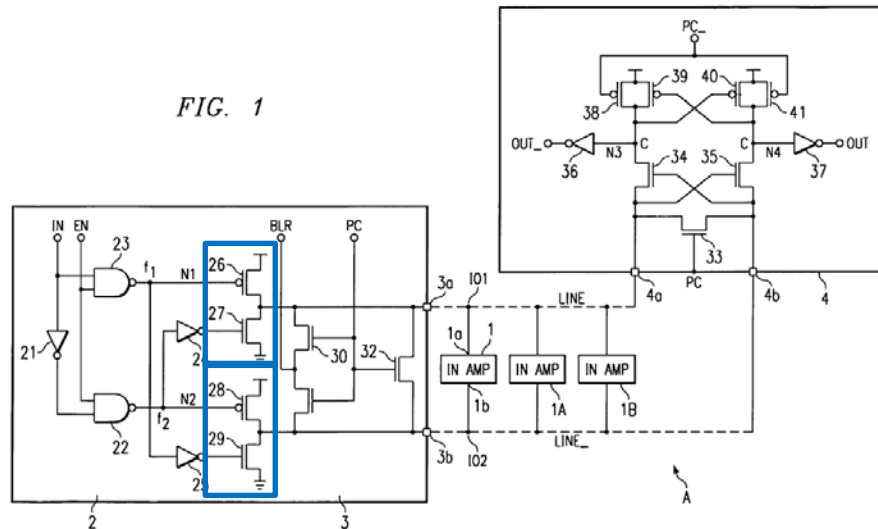 FIG. 1
PC_
39
40
38
41
OUT_
36
N3
C
C
N4
37
OUT
34
35
33
PC
4a
4b
4
IN
EN
BLR
PC
23
f1
N1
26
27
21
30
32
3a
IO1
LINE
1a
1
IN AMP
IN AMP
IN AMP
1b
1A
1B
22
f2
N2
28
29
3b
IO2
LINE_
2
3
A